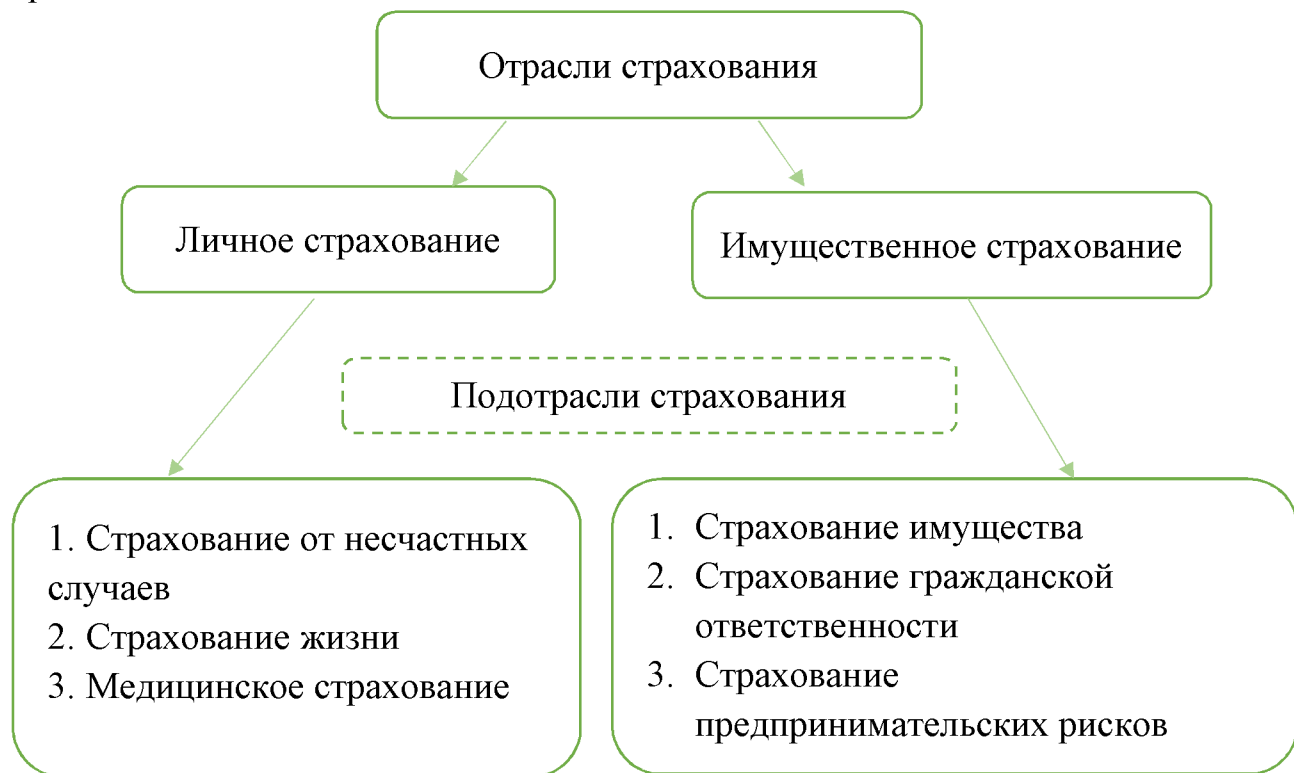 Отрасли страхования
Личное страхование
Имущественное страхование
Подотрасли страхования
1. Страхование от несчастных
случаев
2. Страхование жизни
3. Медицинское страхование
1. Страхование имущества
2. Страхование гражданской
ответственности
3. Страхование
предпринимательских рисков